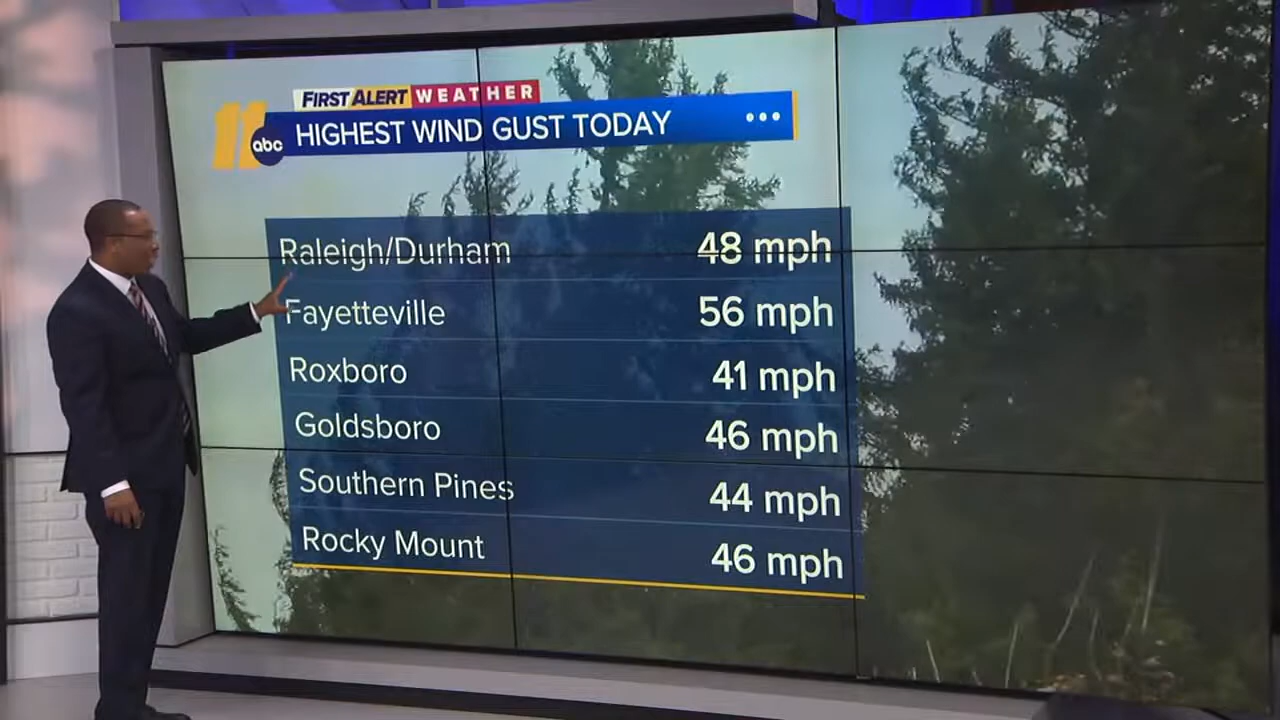 FIRST ALERT WEATHER
11 abc HIGHEST WIND GUST TODAY
Raleigh/Durham 48 mph
Fayetteville 56 mph
Roxboro 41 mph
Goldsboro 46 mph
Southern Pines 44 mph
Rocky Mount 46 mph